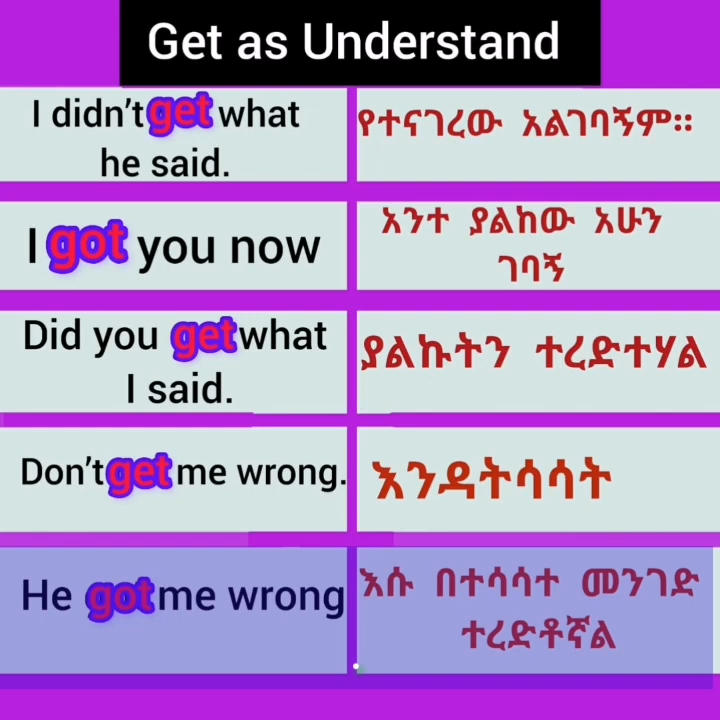 Get as Understand
I didn't get what
he said.
የተናገረው አልገባኝም።
I got you now
አንተ ያልከው አሁን
ገባኝ
Did you get what
I said.
ያልኩትን ተረድተሃል
Don't get me wrong.
እንዳትሳሳት
He got me wrong
እሱ በተሳሳተ መንገድ
ተረድቶኛል